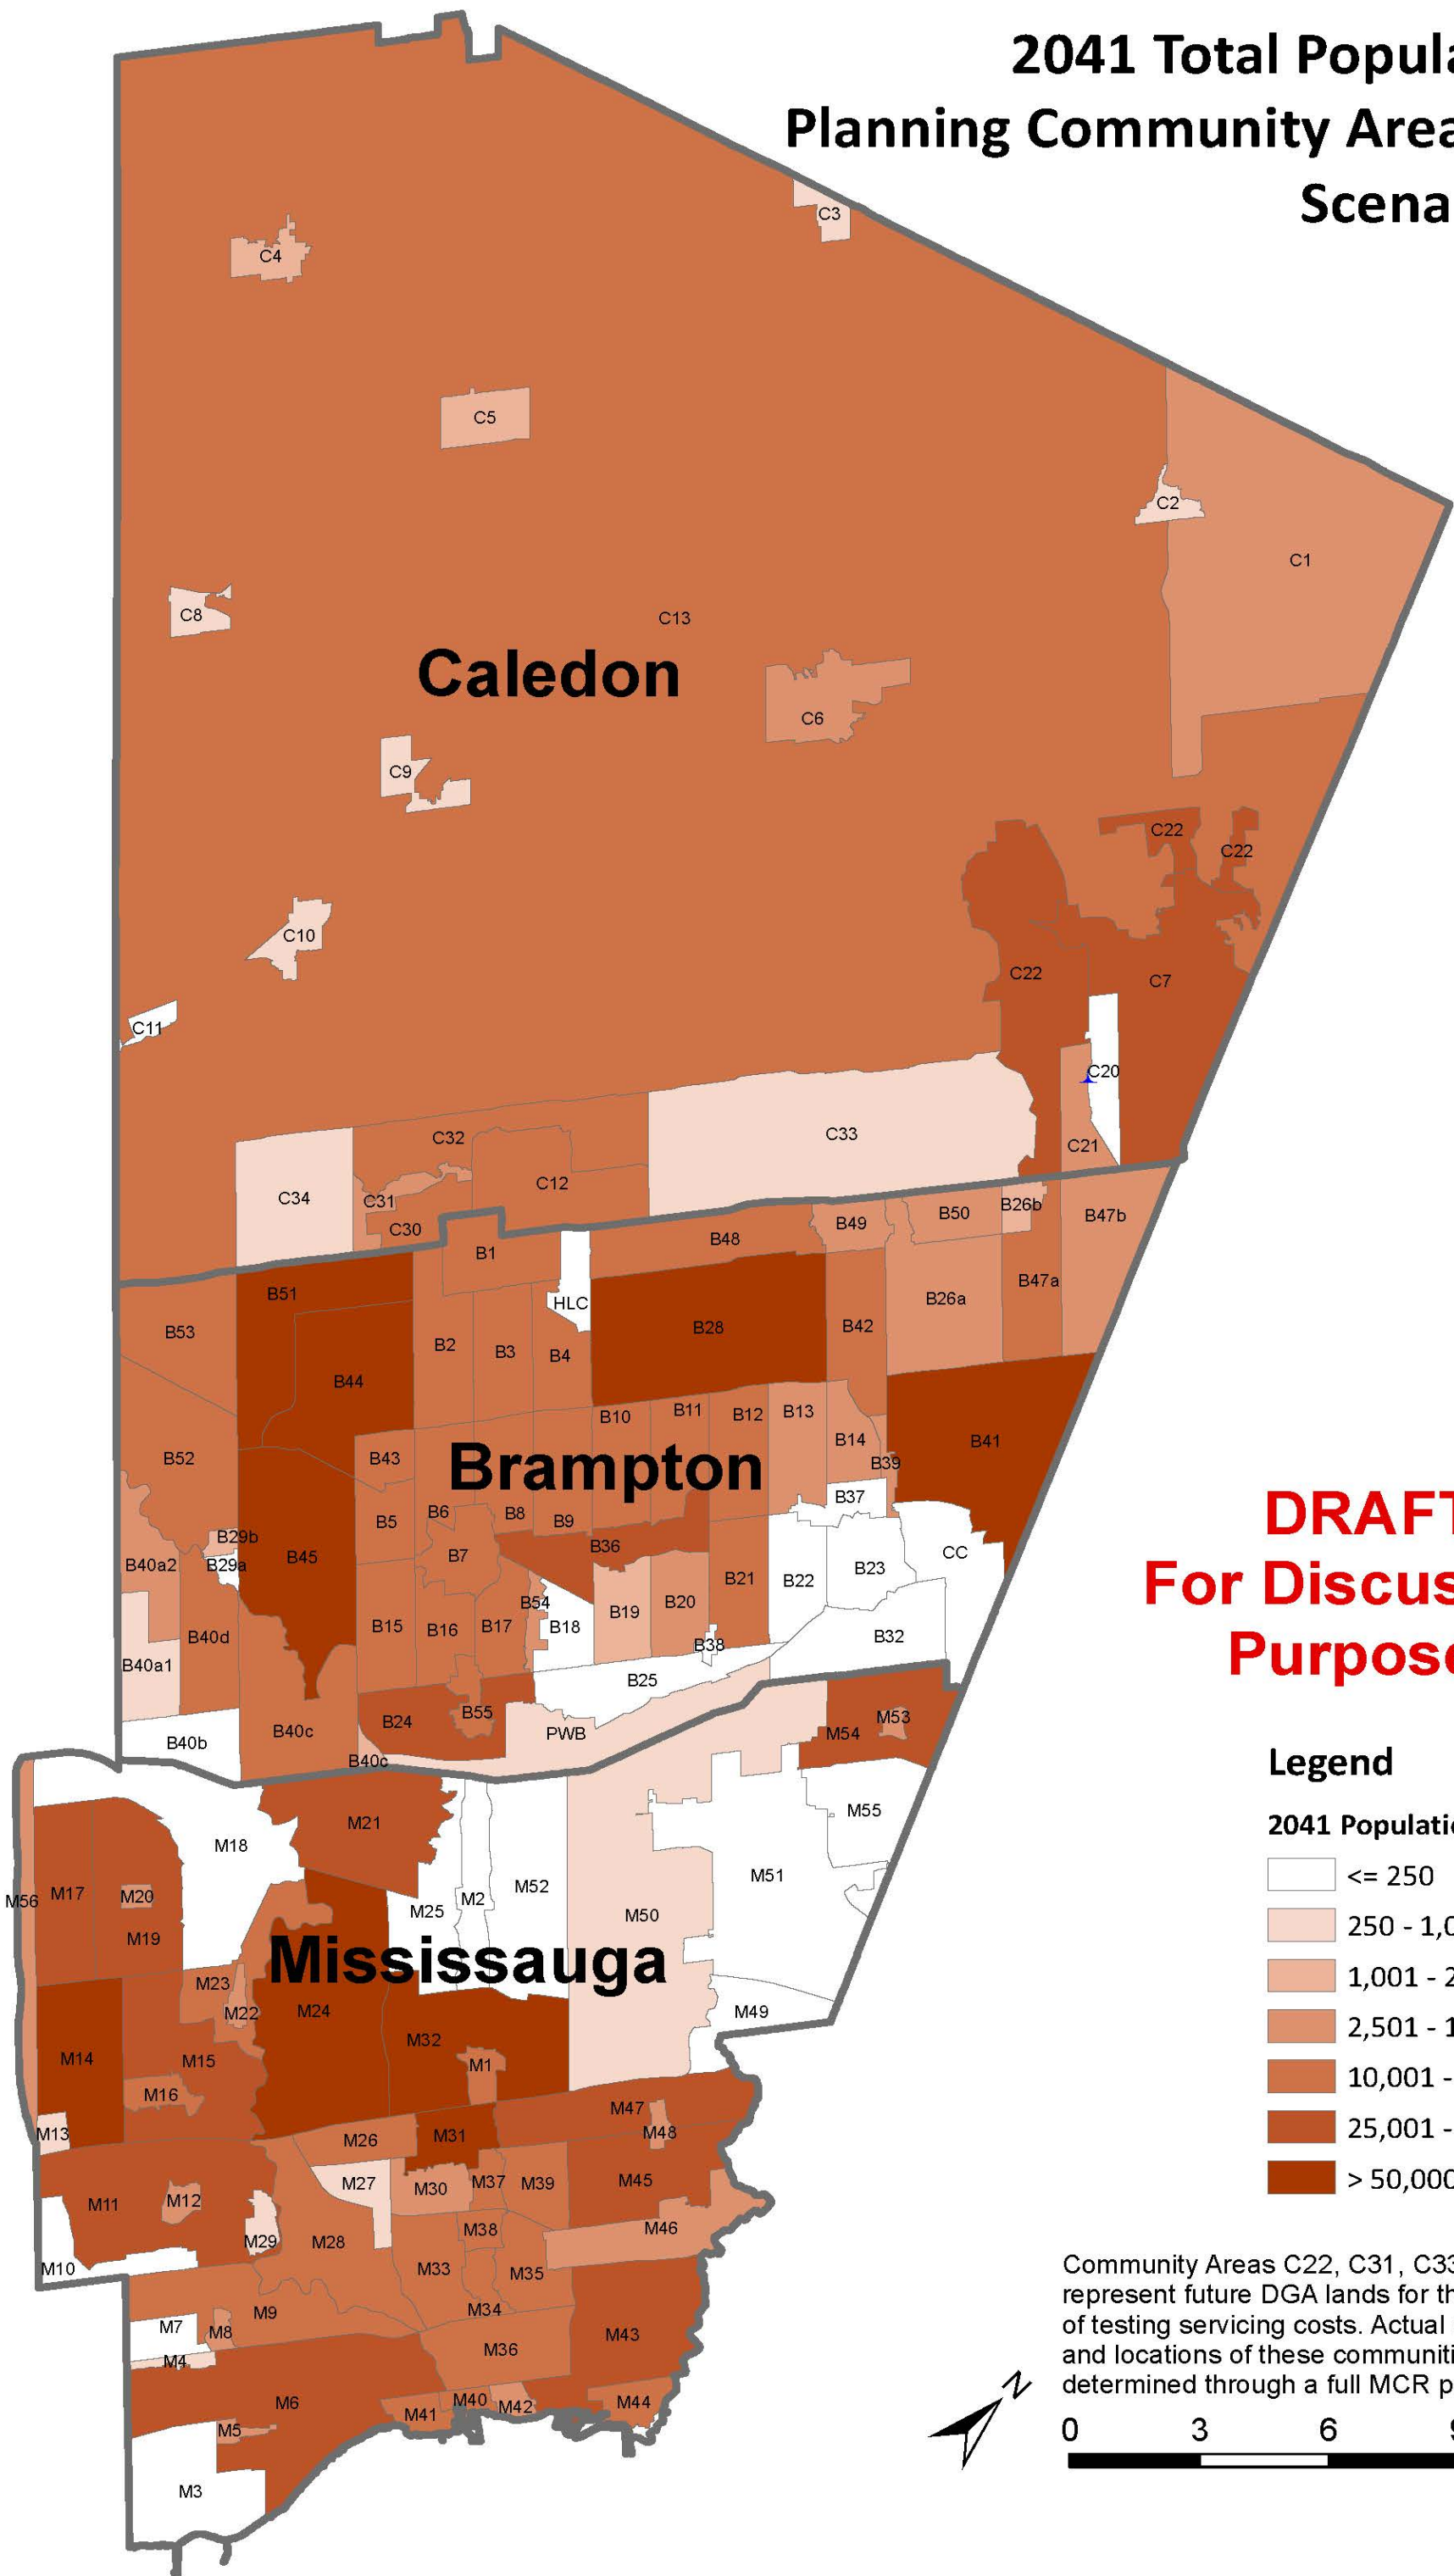 2041 Total Popula
Planning Community Area
Scena
C3
C4
C5
C2
C1
C8
C13
Caledon
C6
C9
C22
C22
C10
C22
C7
C11
C20
C33
C32
C21
C12
C34
C31
C30
B26b
B50
B47b
B49
B48
B1
B47a
B51
B26a
HLC
B28
B42
B53
B2
B3
B4
B44
B10
B11
B12
B13
B14
B41
B52
B43
Brampton
B39
B37
B6
B8
B9
B5
B29b
B36
CC
B7
B45
B40a2
B29a
B23
B22
B21
B54
B20
B19
B15
B16
B17
B18
B40d
B32
B38
B40a1
B25
B55
B24
M53
B40c
PWB
M54
B40b
B40c
DRAFT
For Discus
Purpose
Legend
2041 Populatio
<= 250
250 - 1,0
1,001 - 2
2,501 - 1
10,001 -
25,001 -
> 50,000
M55
M21
M18
M51
M52
M17
M20
M56
M2
M25
M50
M19
Mississauga
M23
M24
M22
M49
M32
M14
M15
M1
M16
M47
M13
M48
M31
M26
M45
M27
M37
M39
M30
M12
M11
M46
M38
M29
M28
M10
M33
M35
M34
M9
M7
M8
M43
M36
M4
M6
M40
M44
M42
M41
M5
M3
Community Areas C22, C31, C33
represent future DGA lands for th
of testing servicing costs. Actual
and locations of these communiti
determined through a full MCR p
N
0 3 6